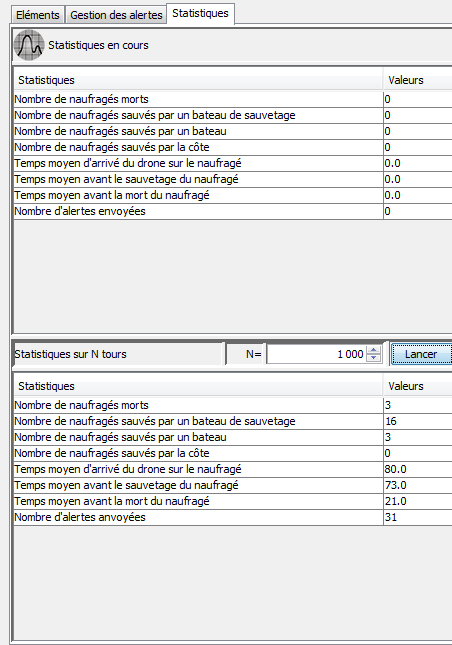 Eléments Gestion des alertes Statistiques
Statistiques en cours
Statistiques Valeurs
Nombre de naufragés morts 0
Nombre de naufragés sauvés par un bateau de sauvetage 0
Nombre de naufragés sauvés par un bateau 0
Nombre de naufragés sauvés par la côte 0
Temps moyen d'arrivé du drone sur le naufragé 0.0
Temps moyen avant le sauvetage du naufragé 0.0
Temps moyen avant la mort du naufragé 0.0
Nombre d'alertes envoyées 0
Statistiques sur N tours N= 1 000 Lancer
Statistiques Valeurs
Nombre de naufragés morts 3
Nombre de naufragés sauvés par un bateau de sauvetage 16
Nombre de naufragés sauvés par un bateau 3
Nombre de naufragés sauvés par la côte 0
Temps moyen d'arrivé du drone sur le naufragé 80.0
Temps moyen avant le sauvetage du naufragé 73.0
Temps moyen avant la mort du naufragé 21.0
Nombre d'alertes anvoyées 31